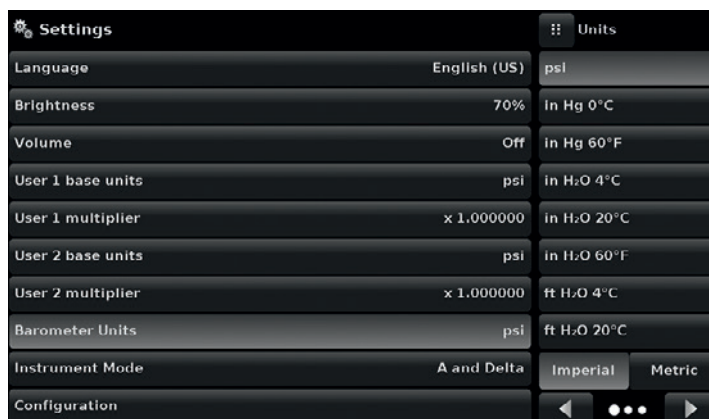 Settings
Language English (US)
Brightness 70%
Volume Off
User 1 base units psi
User 1 multiplier x 1.000000
User 2 base units psi
User 2 multiplier x 1.000000
Barometer Units psi
Instrument Mode A and Delta
Configuration
Units
psi
in Hg 0°C
in Hg 60°F
in H₂O 4°C
in H₂O 20°C
in H₂O 60°F
ft H₂O 4°C
ft H₂O 20°C
Imperial Metric